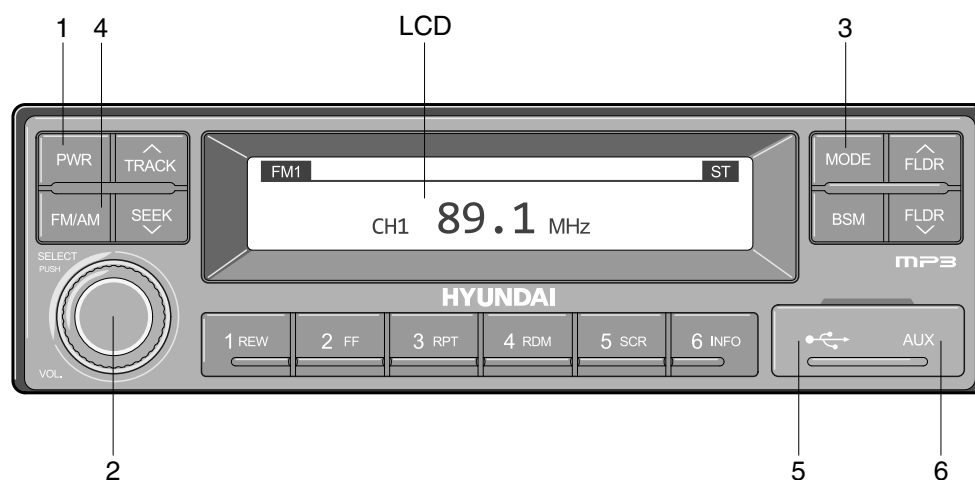 1 4 LCD 3
PWR TRACK MODE FLDR
FM1 ST
FM/AM SEEK BSM FLDR
CH1 89.1 MHz
SELECT
PUSH
MP3
HYUNDAI
1 REW 2 FF 3 RPT 4 RDM 5 SCR 6 INFO AUX
VOL.
2 5 6